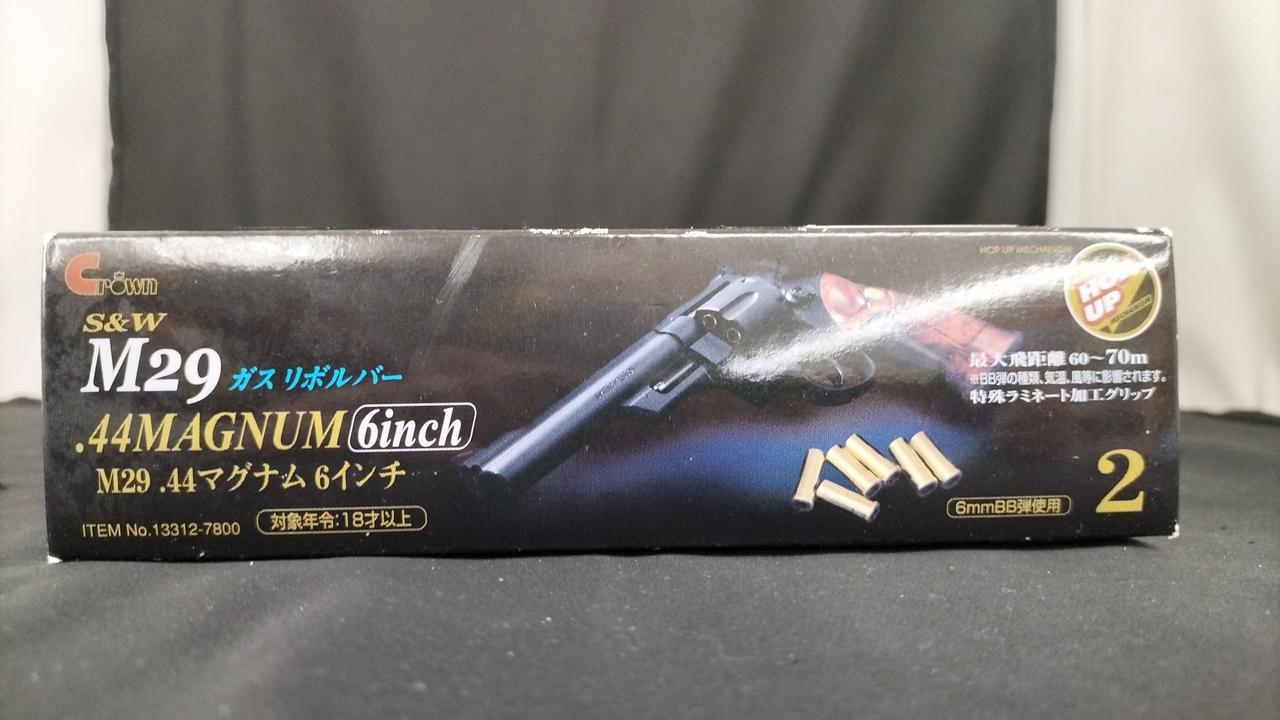 Crown
S&W
M29 ガスリボルバー
.44MAGNUM 6inch
M29 .44マグナム 6インチ
ITEM No.13312-7800 対象年令:18才以上
HOP UP MECHANISM
HOP
UP
MECHANISM
最大飛距離 60〜70m
※BB弾の種類、気温、風等に影響されます。
特殊ラミネート加工グリップ
2
6mmBB弾使用